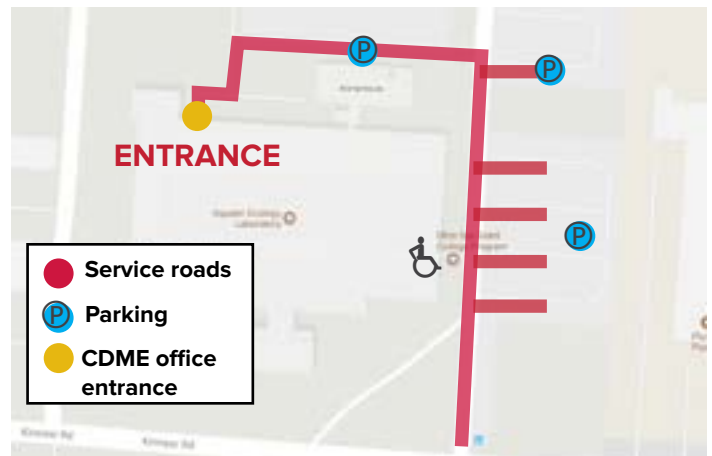 P
P
ENTRANCE
P
Service roads
P
Parking
CDME office
entrance
Kinnear Rd
Kinnear Rd